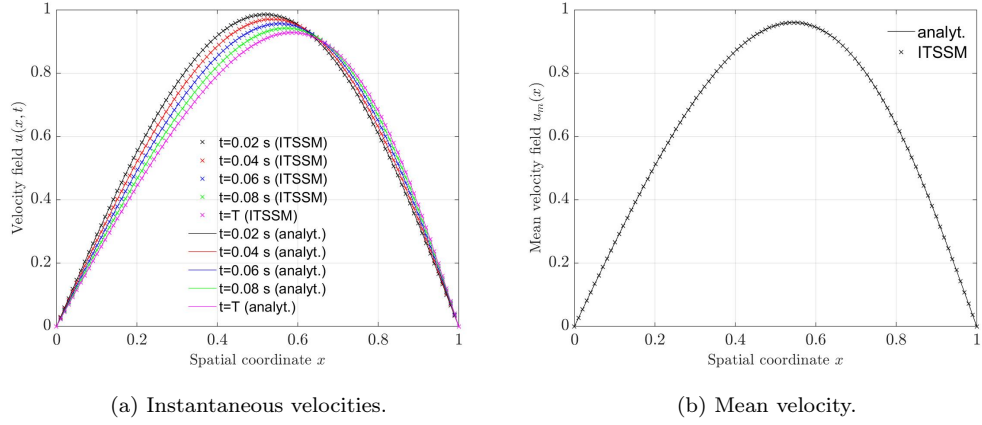 1
0.8
0.6
0.4
0.2
0
0 0.2 0.4 0.6 0.8 1
Velocity field u(x, t)
Spatial coordinate x
t=0.02 s (ITSSM)
t=0.04 s (ITSSM)
t=0.06 s (ITSSM)
t=0.08 s (ITSSM)
t=T (ITSSM)
t=0.02 s (analyt.)
t=0.04 s (analyt.)
t=0.06 s (analyt.)
t=0.08 s (analyt.)
t=T (analyt.)
(a) Instantaneous velocities.
1
0.8
0.6
0.4
0.2
0
0 0.2 0.4 0.6 0.8 1
Mean velocity field uₘ(x)
Spatial coordinate x
analyt.
ITSSM
(b) Mean velocity.